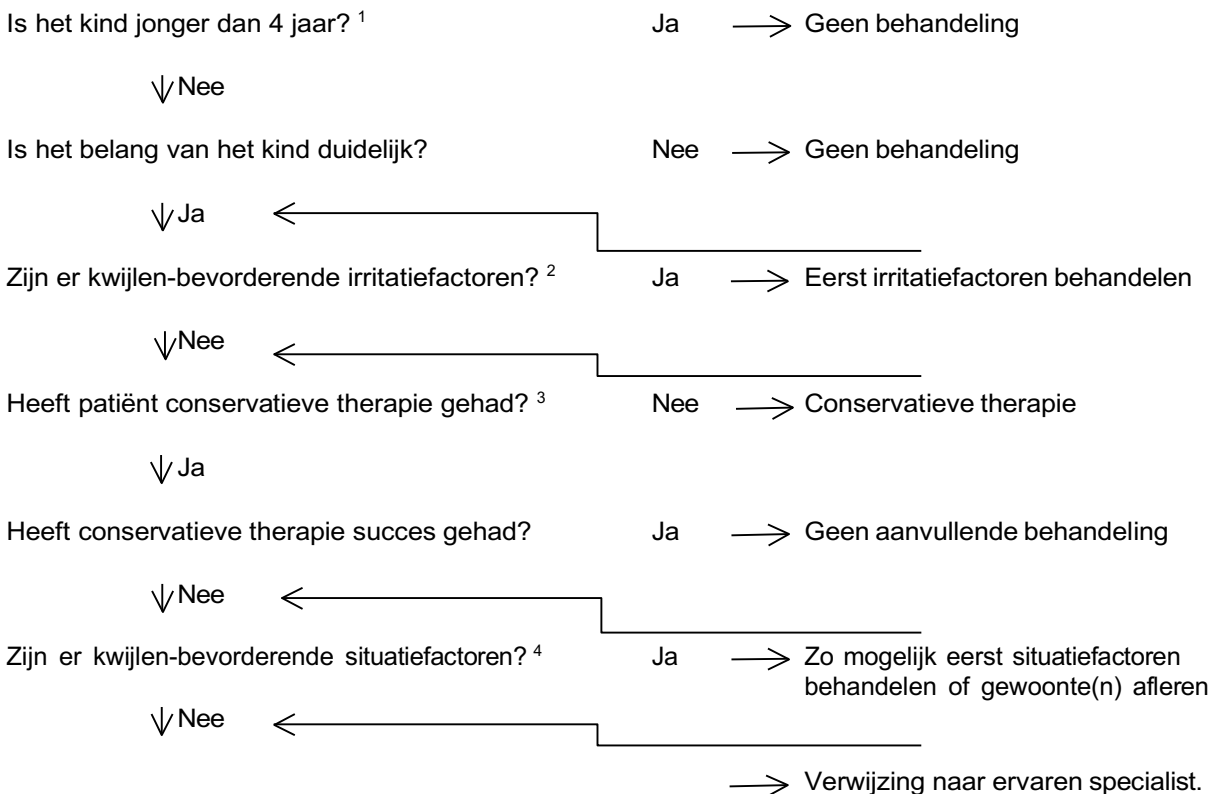 Is het kind jonger dan 4 jaar? ¹ Ja Geen behandeling
Nee
Is het belang van het kind duidelijk? Nee Geen behandeling
Ja
Zijn er kwijlen-bevorderende irritatiefactoren? ² Ja Eerst irritatiefactoren behandelen
Nee
Heeft patiënt conservatieve therapie gehad? ³ Nee Conservatieve therapie
Ja
Heeft conservatieve therapie succes gehad? Ja Geen aanvullende behandeling
Nee
Zijn er kwijlen-bevorderende situatiefactoren? ⁴ Ja Zo mogelijk eerst situatiefactoren
behandelen of gewoonte(n) afleren
Nee
Verwijzing naar ervaren specialist.